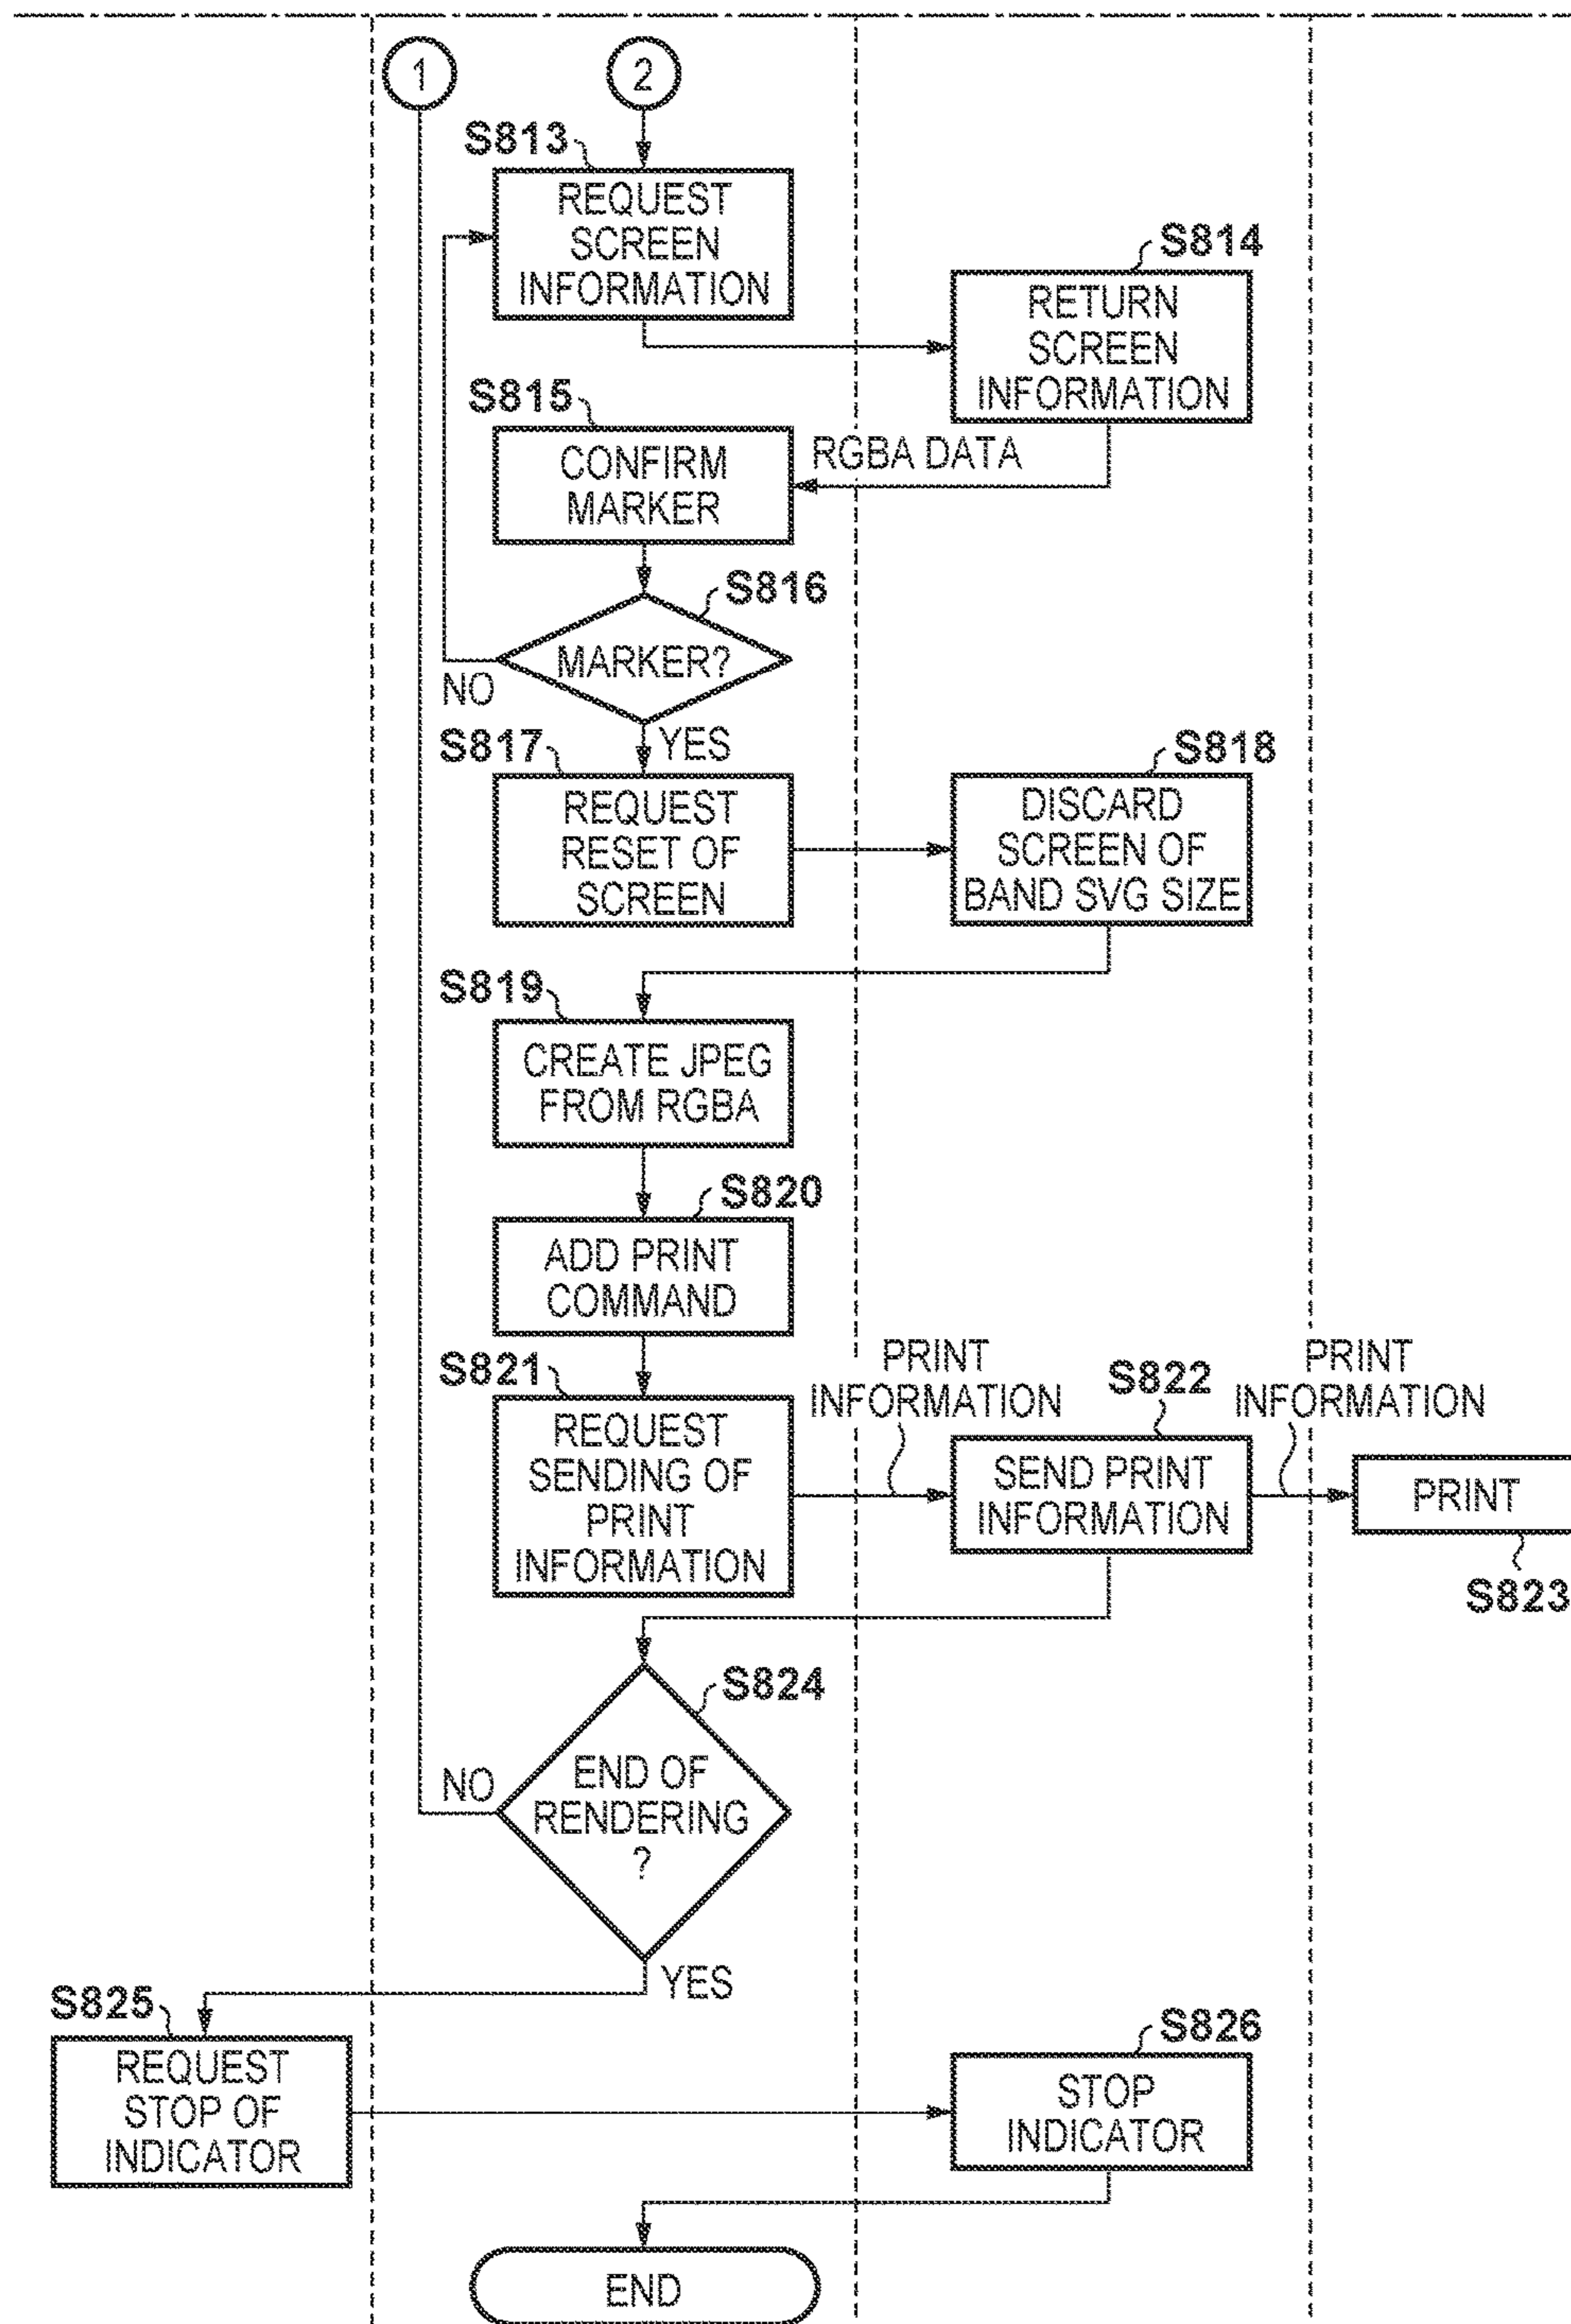 1
2
S813
REQUEST
SCREEN
INFORMATION
S814
RETURN
SCREEN
INFORMATION
S815
CONFIRM
MARKER
RGBA DATA
S816
MARKER?
NO
YES
S817
REQUEST
RESET OF
SCREEN
S818
DISCARD
SCREEN OF
BAND SVG SIZE
S819
CREATE JPEG
FROM RGBA
S820
ADD PRINT
COMMAND
S821
REQUEST
SENDING OF
PRINT
INFORMATION
PRINT
INFORMATION
S822
SEND PRINT
INFORMATION
PRINT
INFORMATION
PRINT
S823
S824
END OF
RENDERING
?
NO
YES
S825
REQUEST
STOP OF
INDICATOR
S826
STOP
INDICATOR
END